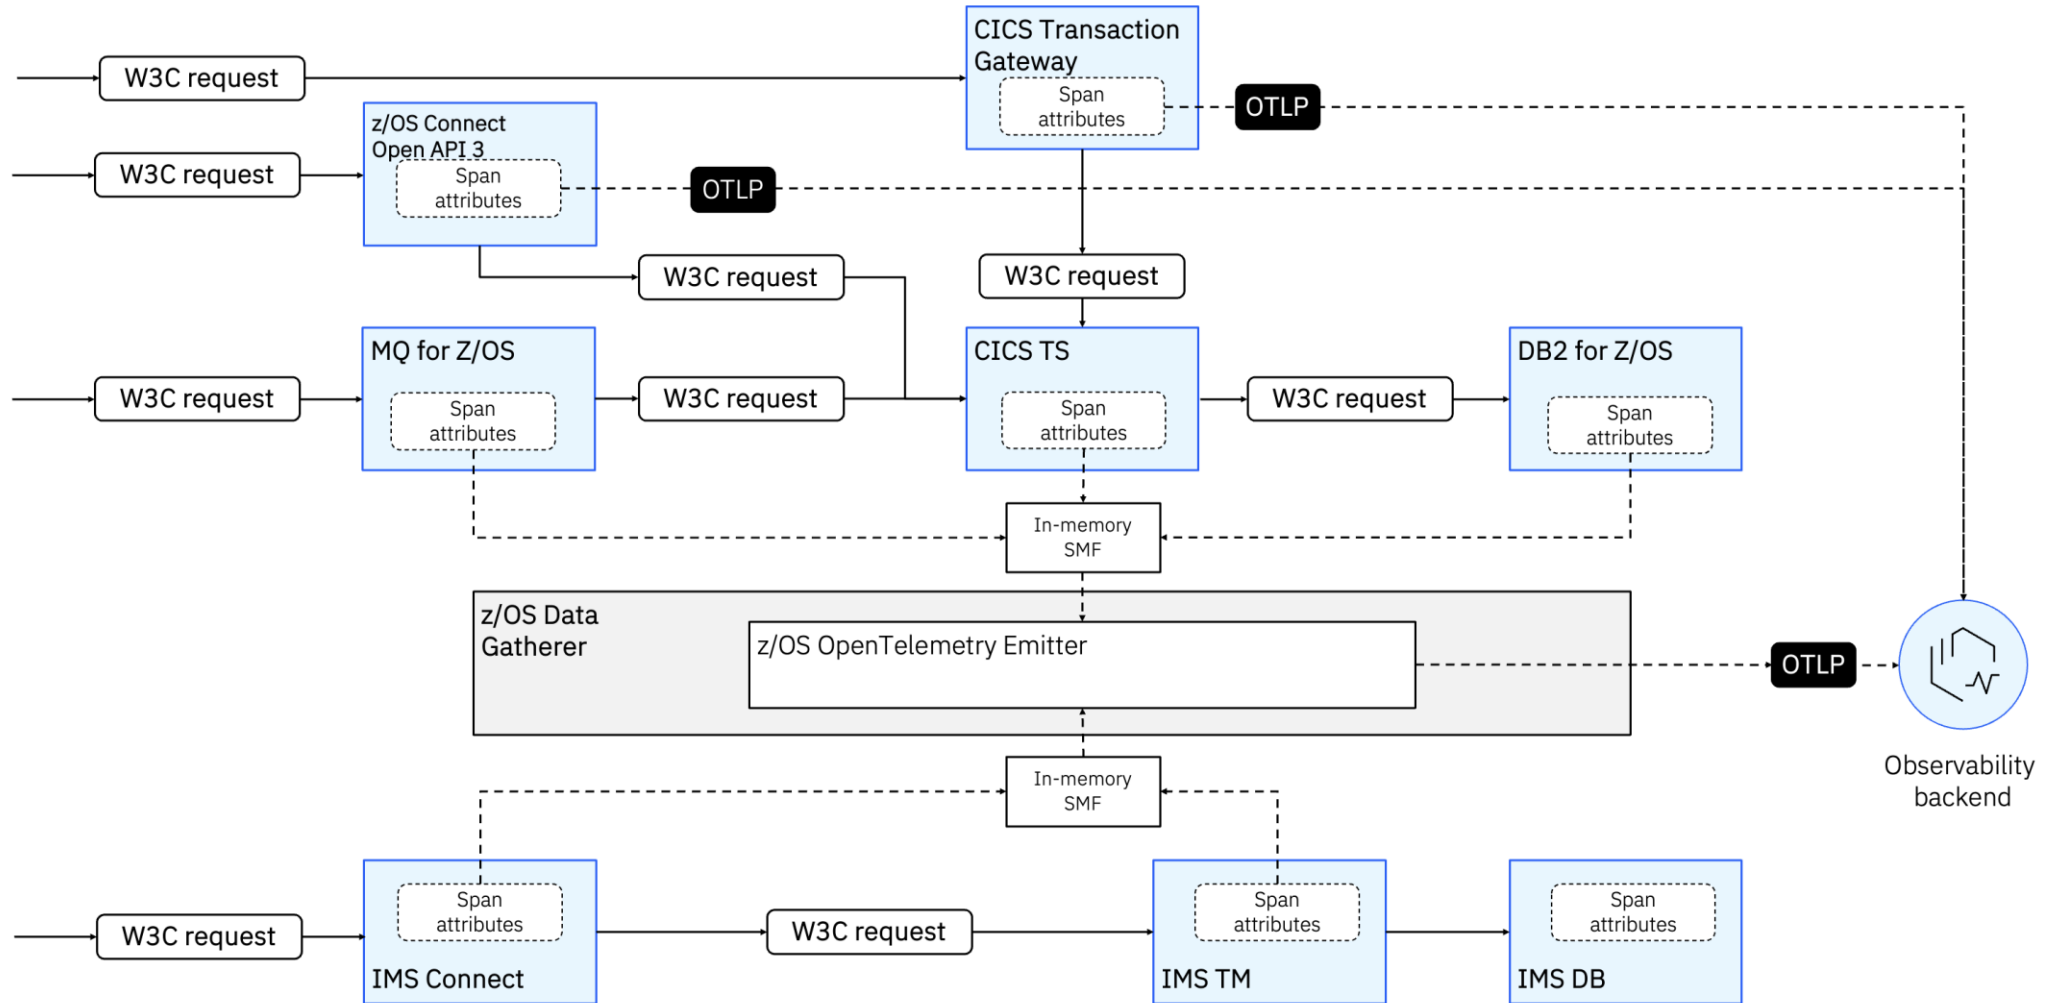 CICS Transaction
Gateway
W3C request
Span
attributes
OTLP
z/OS Connect
Open API 3
W3C request
Span
attributes
OTLP
W3C request
W3C request
MQ for Z/OS
CICS TS
DB2 for Z/OS
W3C request
Span
attributes
W3C request
Span
attributes
W3C request
Span
attributes
In-memory
SMF
z/OS Data
Gatherer
z/OS OpenTelemetry Emitter
OTLP
Observability
backend
In-memory
SMF
W3C request
Span
attributes
IMS Connect
W3C request
Span
attributes
IMS TM
Span
attributes
IMS DB